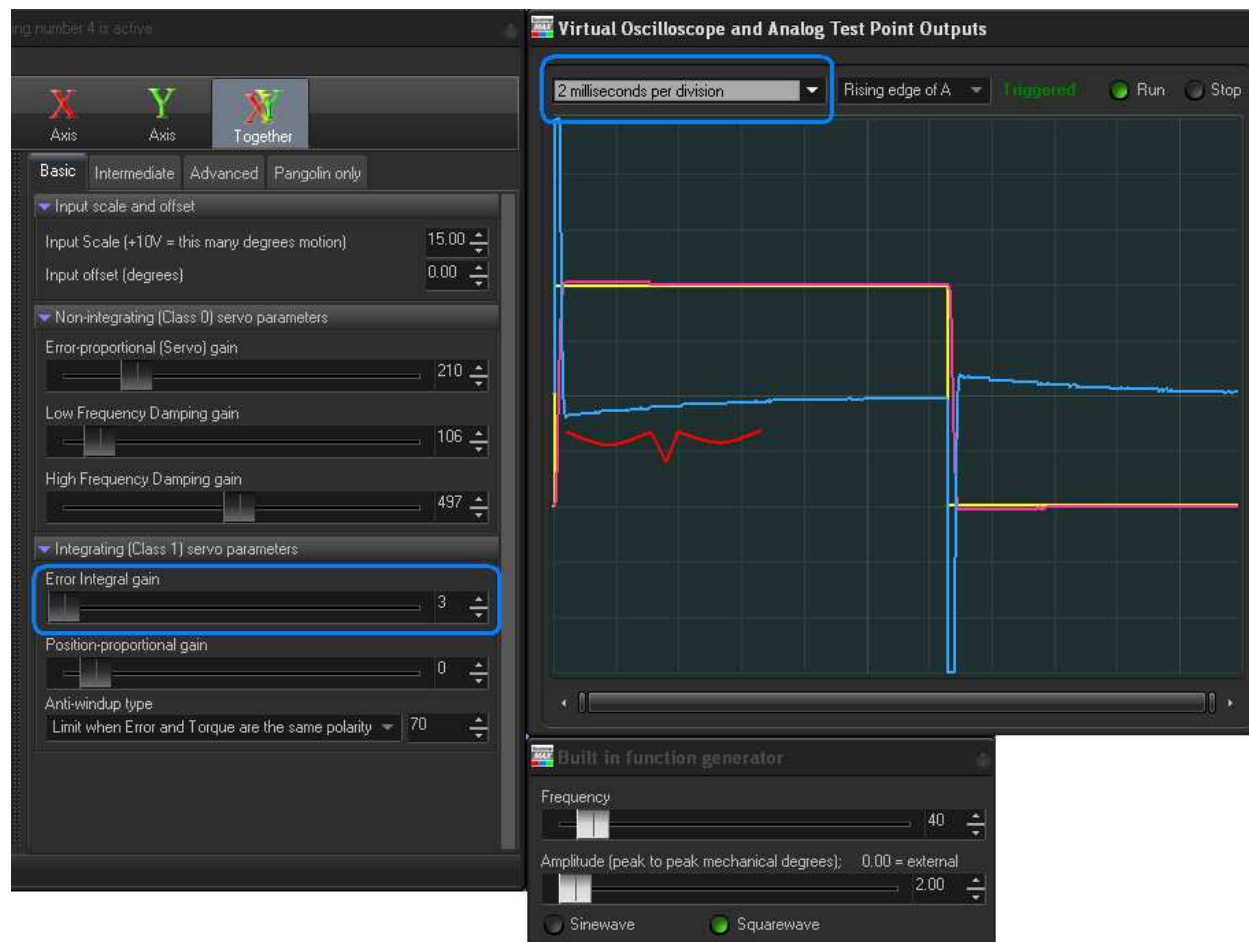 ng number 4 is active
Virtual Oscilloscope and Analog Test Point Outputs
2 milliseconds per division
Rising edge of A
Triggered
Run
Stop
X
Axis
Y
Axis
XY
Together
Basic
Intermediate
Advanced
Pangolin only
Input scale and offset
Input Scale (+10V = this many degrees motion)
15.00
Input offset (degrees)
0.00
Non-integrating (Class 0) servo parameters
Error-proportional (Servo) gain
210
Low Frequency Damping gain
106
High Frequency Damping gain
497
Integrating (Class 1) servo parameters
Error Integral gain
3
Position-proportional gain
0
Anti-windup type
Limit when Error and Torque are the same polarity
70
Built in function generator
Frequency
40
Amplitude (peak to peak mechanical degrees); 0.00 = external
2.00
Sinewave
Squarewave